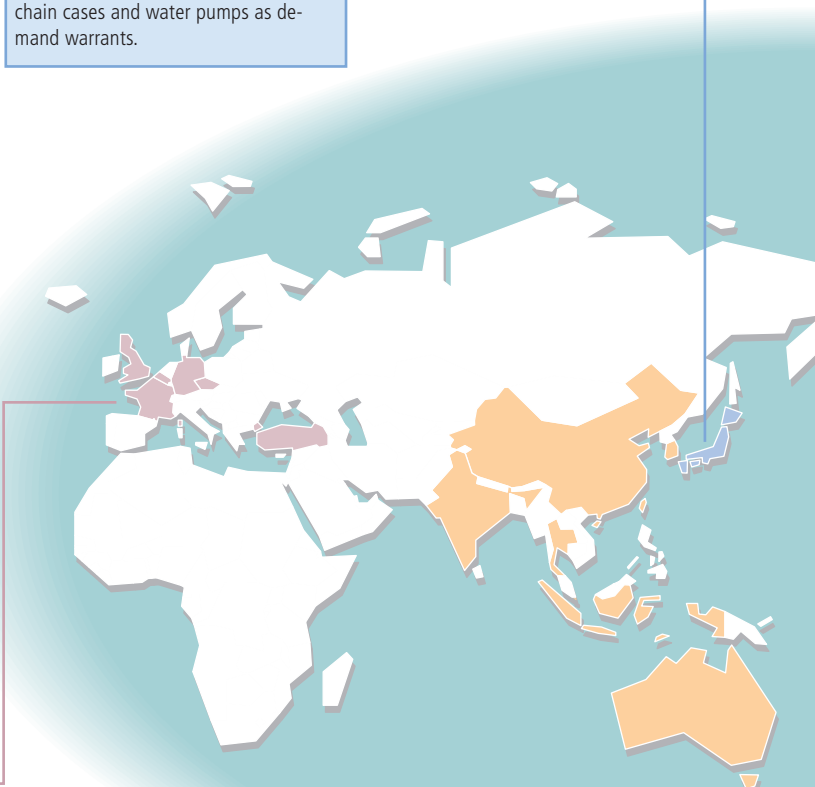 chain cases and water pumps as de-
mand warrants.